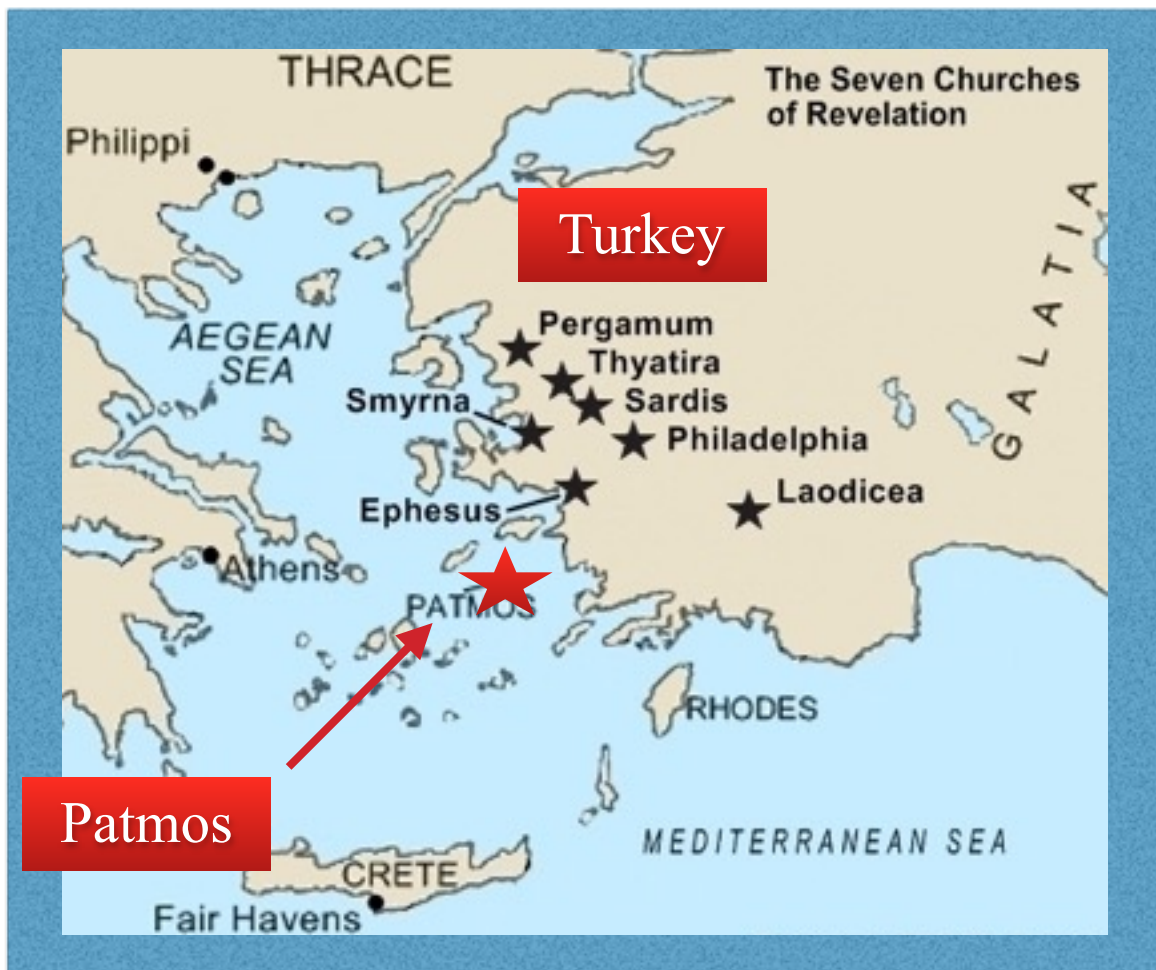 THRACE
The Seven Churches
of Revelation
Philippi
Turkey
GALATIA
AEGEAN
SEA
Pergamum
Thyatira
Smyrna
Sardis
Philadelphia
Ephesus
Laodicea
Athens
PATMOS
RHODES
Patmos
MEDITERRANEAN SEA
CRETE
Fair Havens